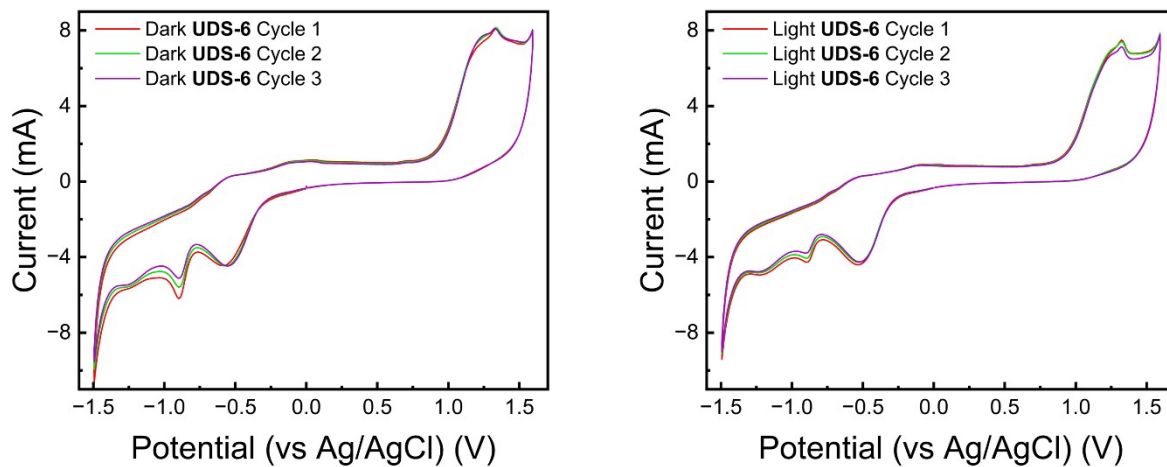 Dark UDS-6 Cycle 1
Dark UDS-6 Cycle 2
Dark UDS-6 Cycle 3
8
4
0
−4
−8
Current (mA)
−1.5 −1.0 −0.5 0.0 0.5 1.0 1.5
Potential (vs Ag/AgCl) (V)
Light UDS-6 Cycle 1
Light UDS-6 Cycle 2
Light UDS-6 Cycle 3
8
4
0
−4
−8
Current (mA)
−1.5 −1.0 −0.5 0.0 0.5 1.0 1.5
Potential (vs Ag/AgCl) (V)